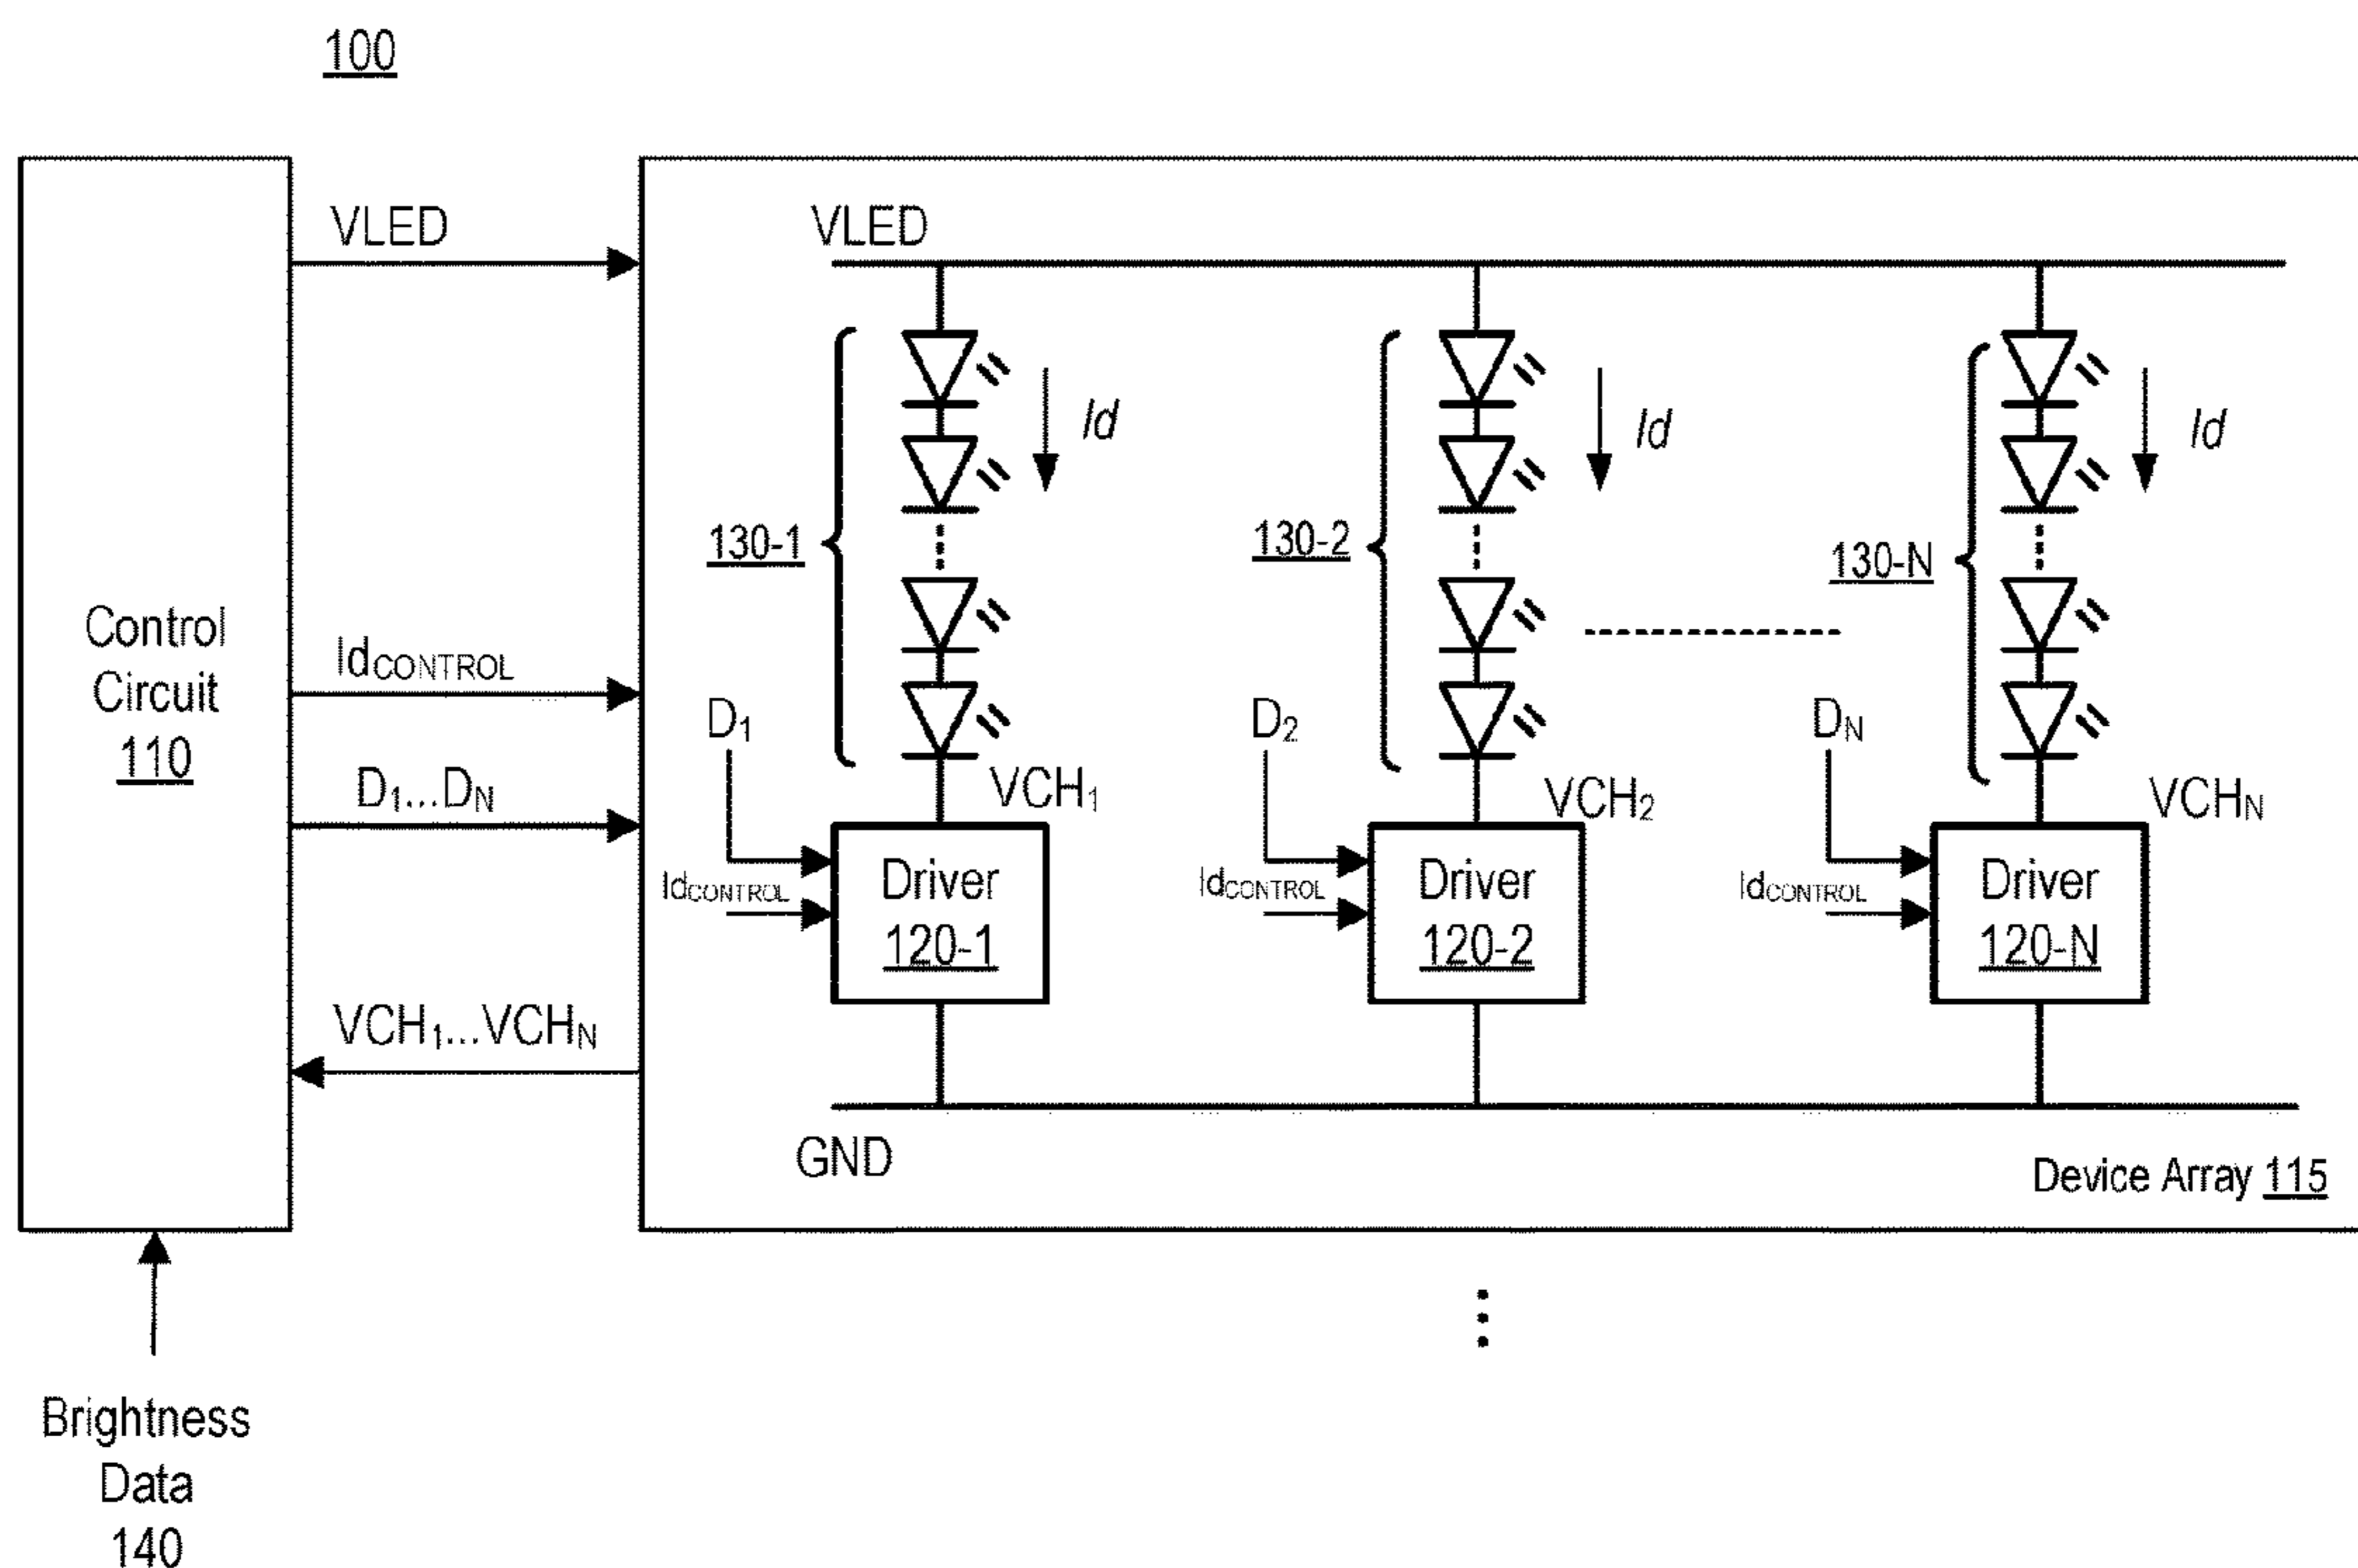 100
VLED
VLED
Id
Id
Id
130-1
130-2
130-N
Control
Circuit
110
IdCONTROL
D1...DN
D1
D2
DN
VCH1
VCH2
VCHN
IdCONTROL
IdCONTROL
IdCONTROL
Driver
120-1
Driver
120-2
Driver
120-N
VCH1...VCHN
GND
Device Array 115
Brightness
Data
140